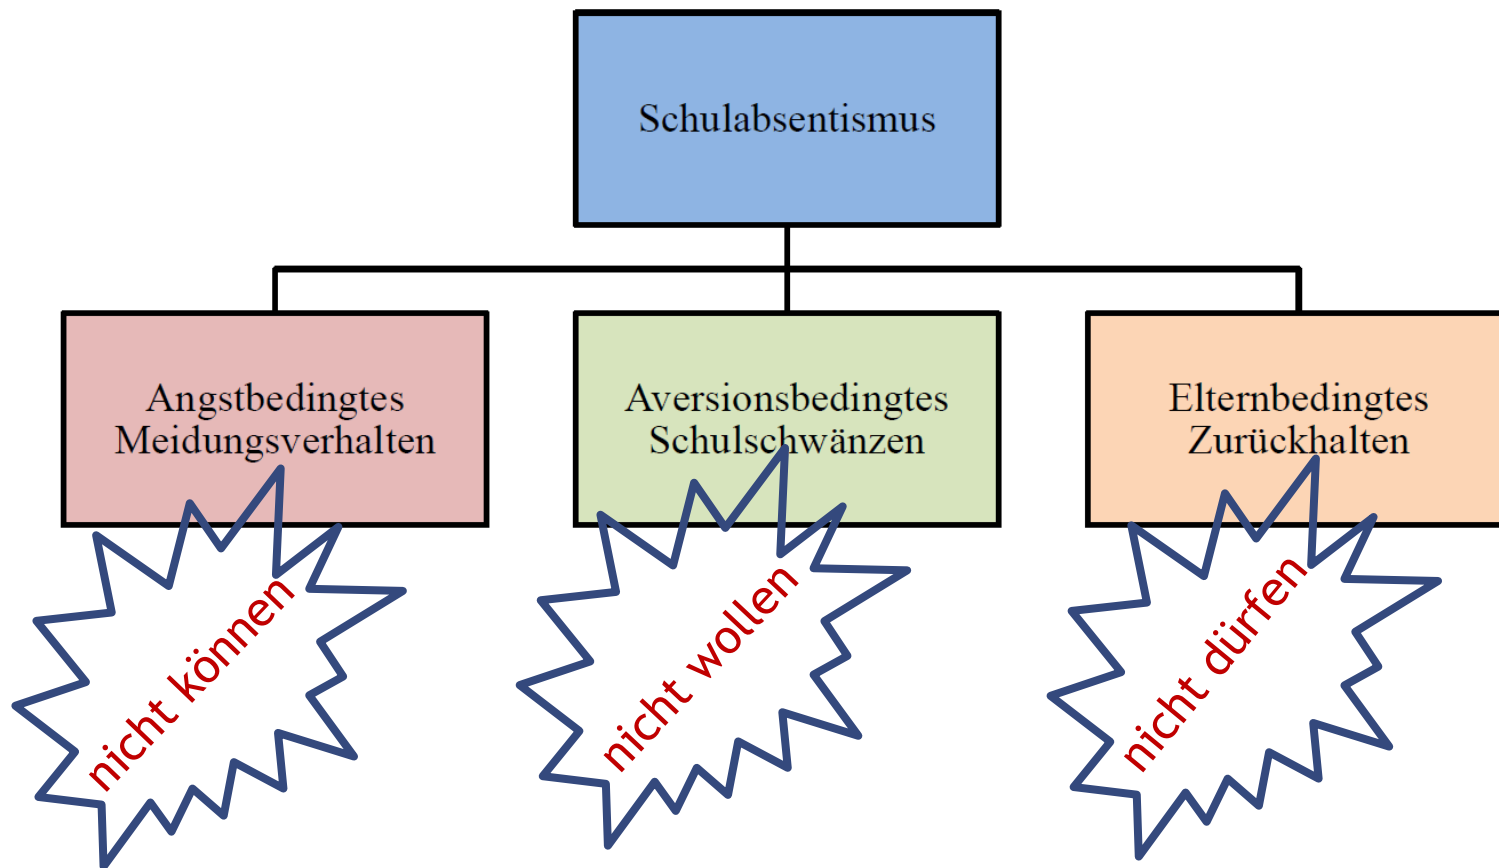 Schulabsentismus
Angstbedingtes
Meidungsverhalten
Aversionsbedingtes
Schulschwänzen
Elternbedingtes
Zurückhalten
nicht können
nicht wollen
nicht dürfen